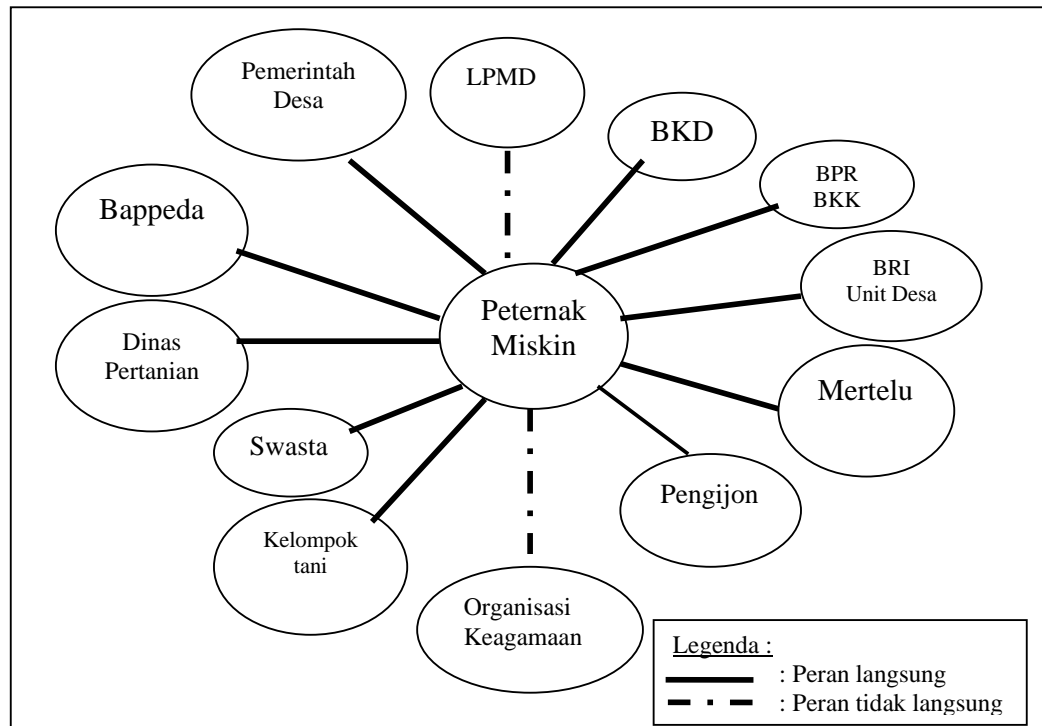 Pemerintah
Desa
LPMD
BKD
BPR
BKK
Bappeda
BRI
Unit Desa
Peternak
Miskin
Dinas
Pertanian
Mertelu
Swasta
Pengijon
Kelompok
tani
Organisasi
Keagamaan
Legenda :
: Peran langsung
: Peran tidak langsung